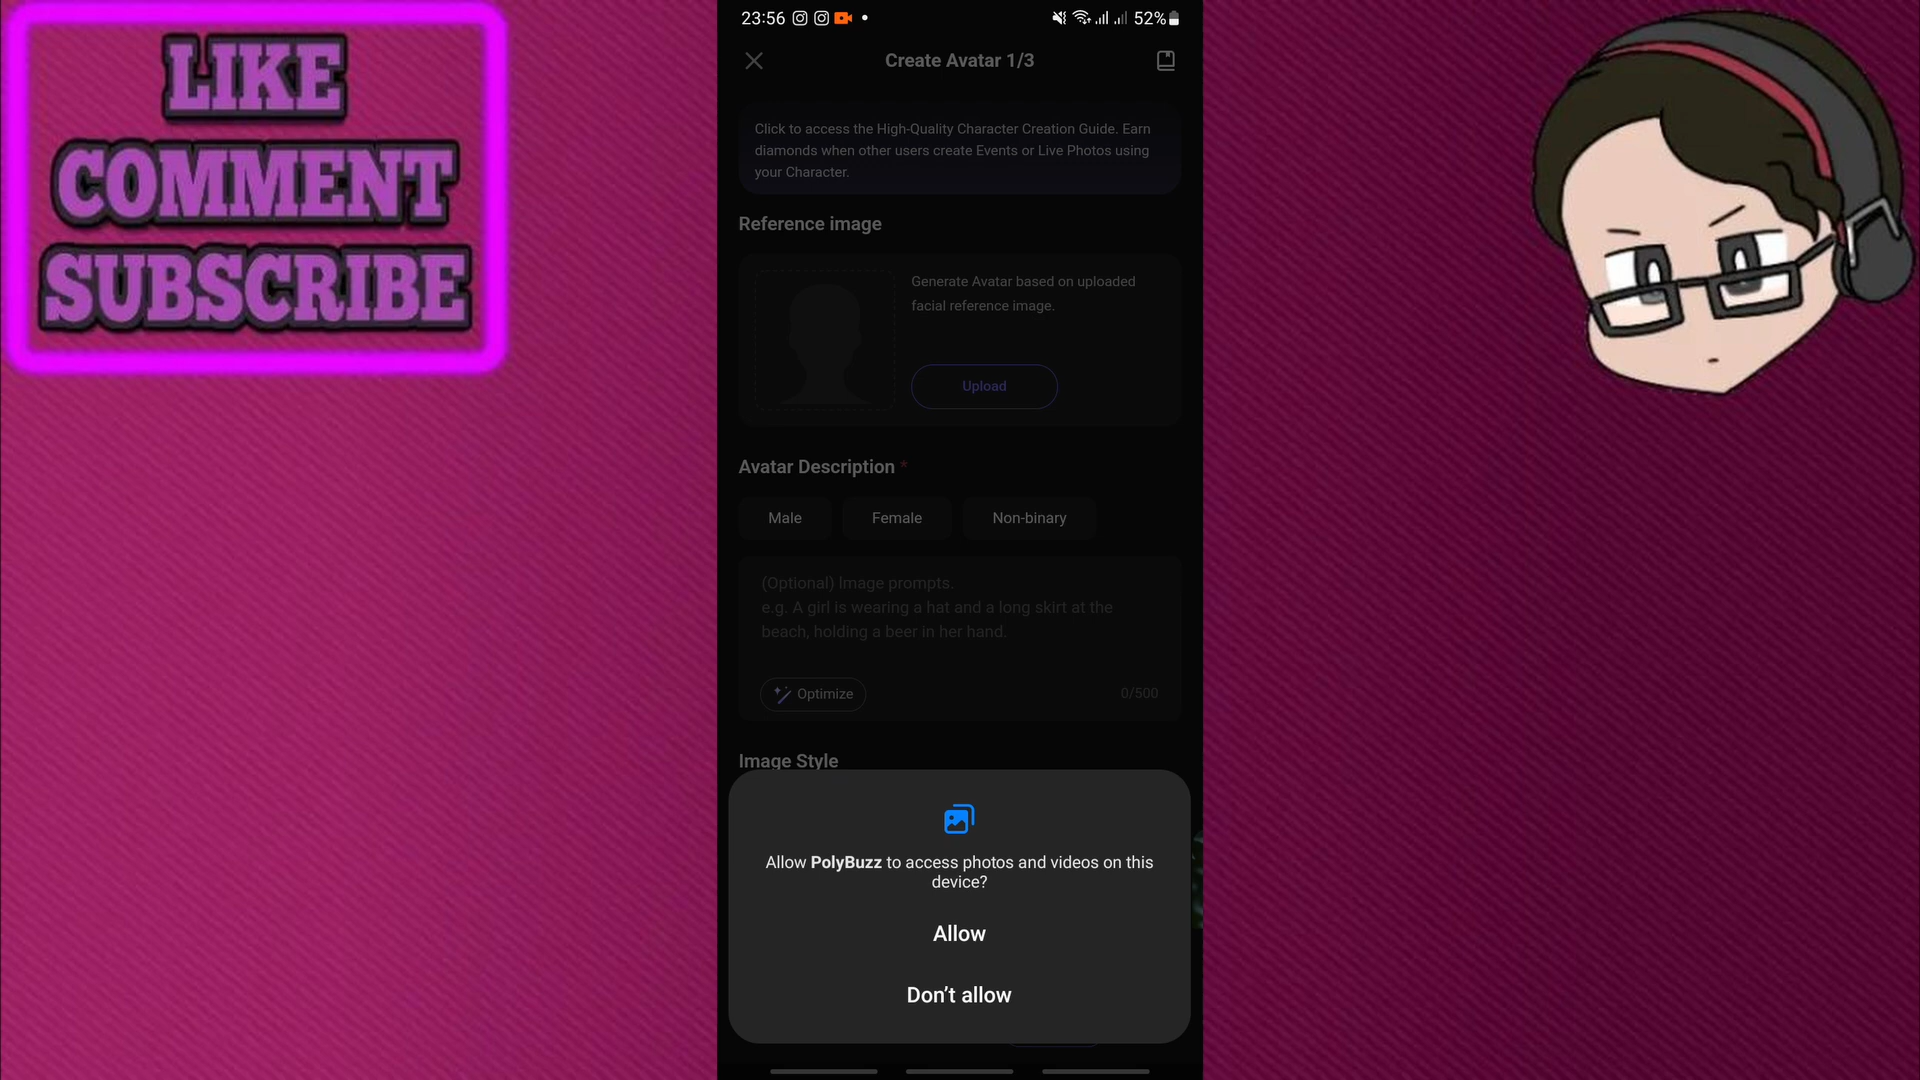 LIKE
COMMENT
SUBSCRIBE
23:56
52%
Create Avatar 1/3
Click to access the High-Quality Character Creation Guide. Earn
diamonds when other users create Events or Live Photos using
your Character.
Reference image
Generate Avatar based on uploaded
facial reference image.
Upload
Avatar Description *
Male
Female
Non-binary
(Optional) Image prompts.
e.g. A girl is wearing a hat and a long skirt at the
beach, holding a beer in her hand.
Optimize
0/500
Image Style
Allow PolyBuzz to access photos and videos on this
device?
Allow
Don’t allow